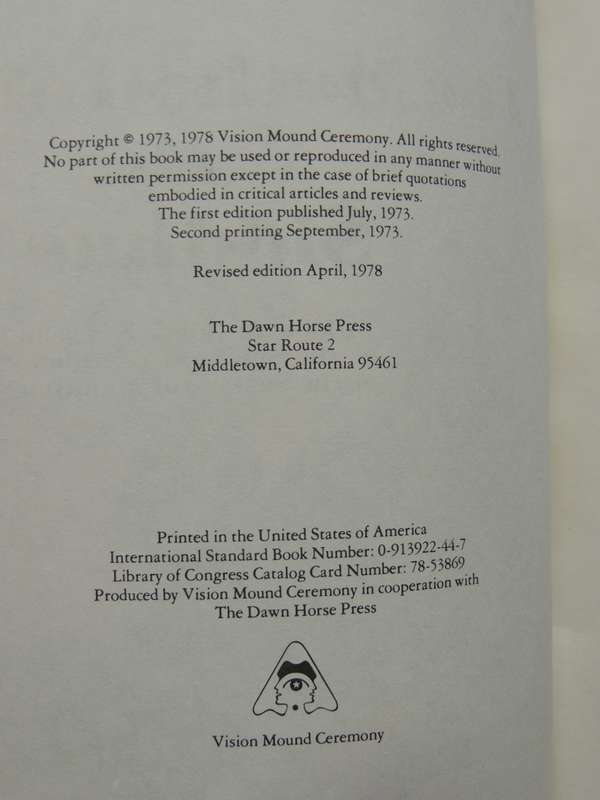 Copyright © 1973, 1978 Vision Mound Ceremony. All rights reserved.
No part of this book may be used or reproduced in any manner without
written permission except in the case of brief quotations
embodied in critical articles and reviews.
The first edition published July, 1973.
Second printing September, 1973.
Revised edition April, 1978
The Dawn Horse Press
Star Route 2
Middletown, California 95461
Printed in the United States of America
International Standard Book Number: 0-913922-44-7
Library of Congress Catalog Card Number: 78-53869
Produced by Vision Mound Ceremony in cooperation with
The Dawn Horse Press
Vision Mound Ceremony